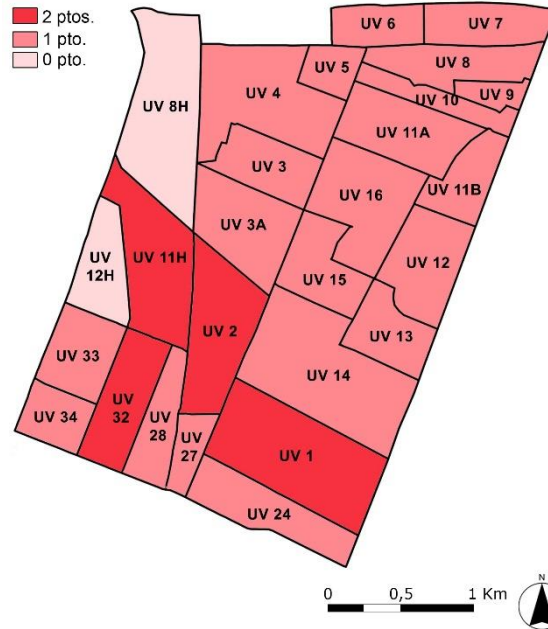 2 ptos.
1 pto.
0 pto.
UV 6
UV 7
UV 5
UV 8
UV 4
UV 10
UV 9
UV 8H
UV 11A
UV 3
UV 11B
UV 16
UV 3A
UV 11H
UV
12H
UV 12
UV 15
UV 2
UV 13
UV 33
UV 14
UV
32
UV 34
UV
28
UV
27
UV 1
UV 24
0
0,5
1 Km
N